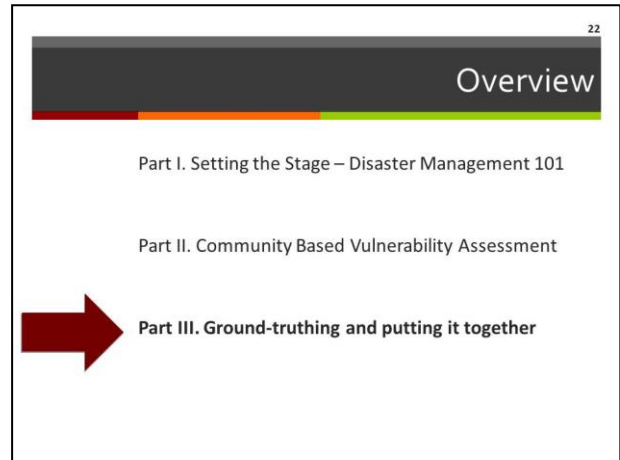 22
Overview
Part I. Setting the Stage – Disaster Management 101
Part II. Community Based Vulnerability Assessment
Part III. Ground-truthing and putting it together